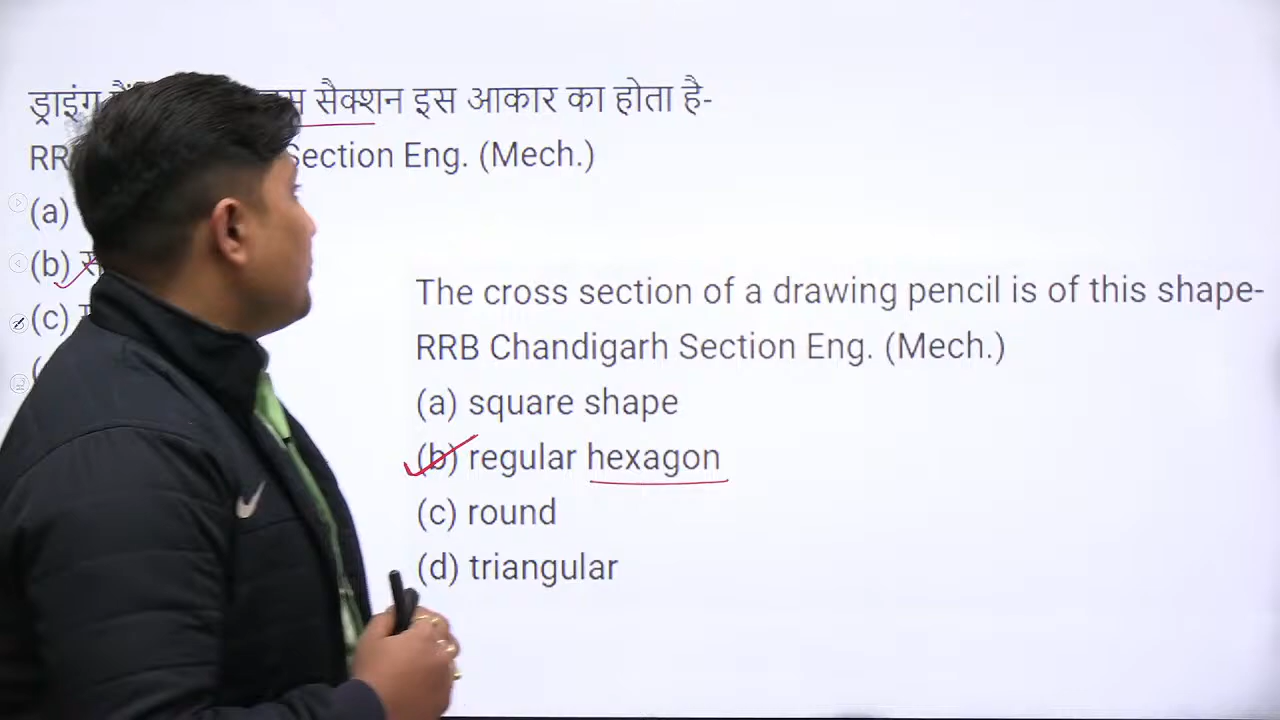 ड्राइंग सैक्शन इस आकार का होता है-
RR Section Eng. (Mech.)
(a)
(b)
(c)
The cross section of a drawing pencil is of this shape-
RRB Chandigarh Section Eng. (Mech.)
(a) square shape
(b) regular hexagon
(c) round
(d) triangular